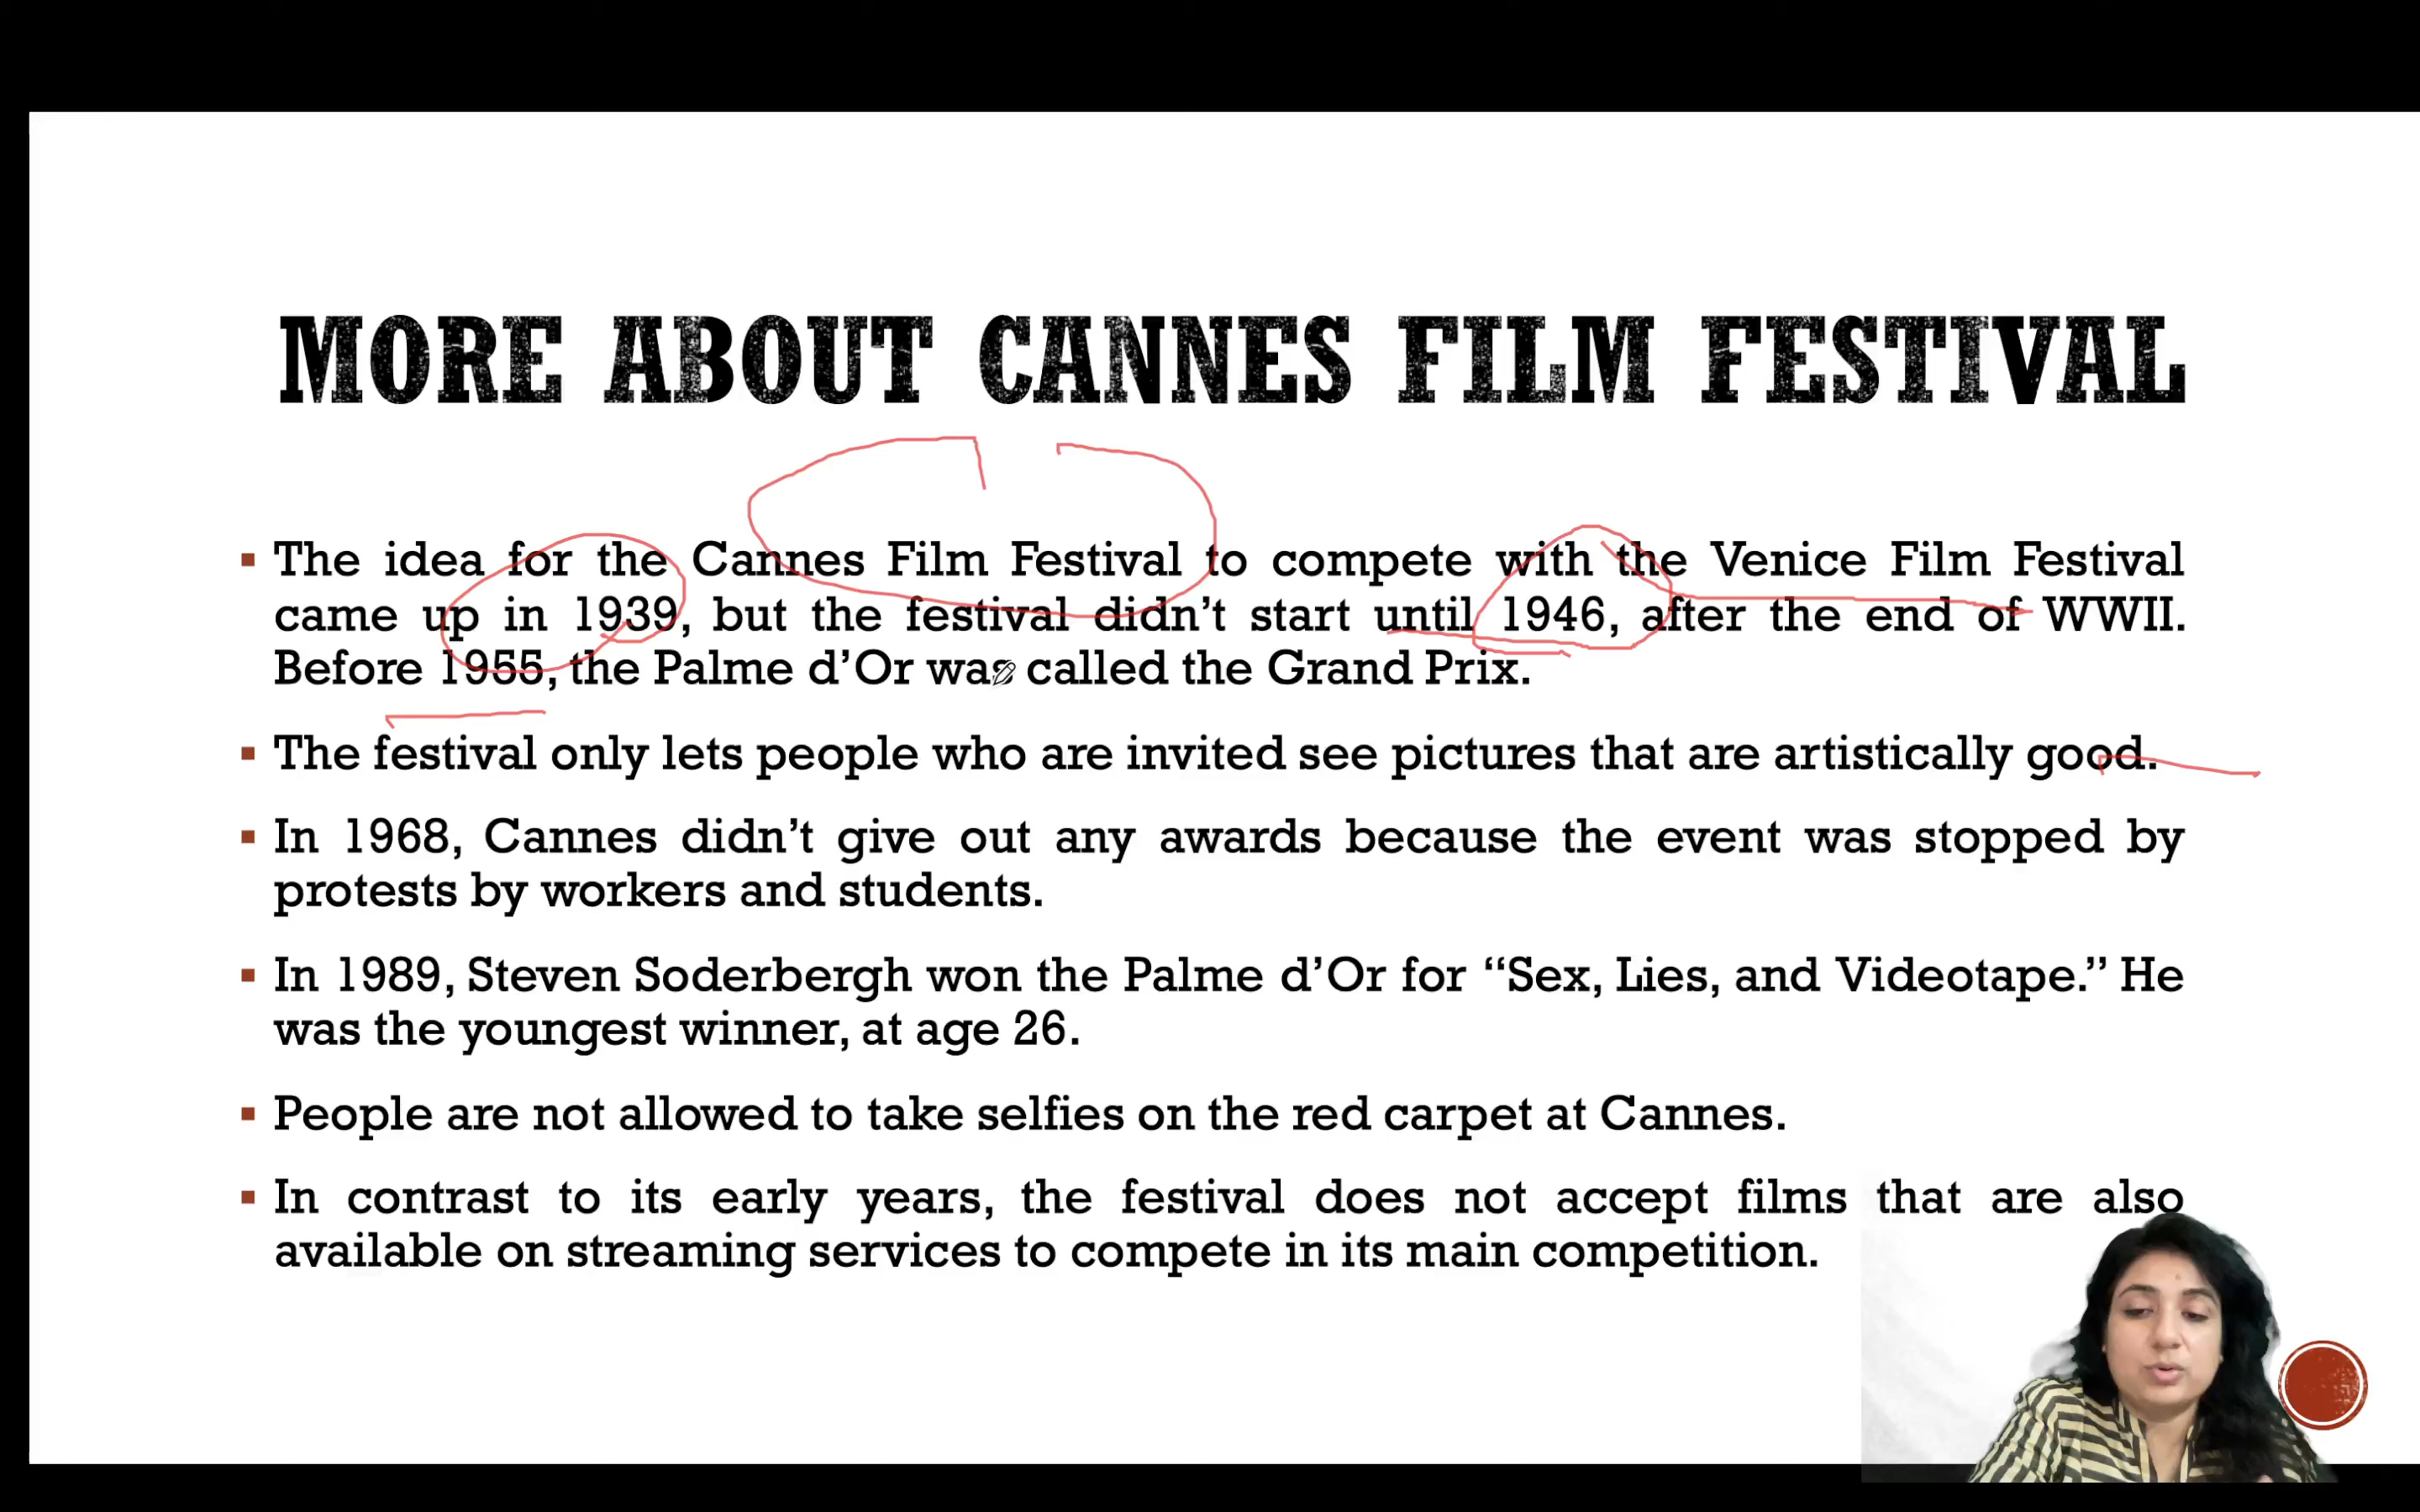 MORE ABOUT CANNES FILM FESTIVAL
▪ The idea for the Cannes Film Festival to compete with the Venice Film Festival
came up in 1939, but the festival didn't start until 1946, after the end of WWII.
Before 1955, the Palme d'Or was called the Grand Prix.
▪ The festival only lets people who are invited see pictures that are artistically good.
▪ In 1968, Cannes didn't give out any awards because the event was stopped by
protests by workers and students.
▪ In 1989, Steven Soderbergh won the Palme d'Or for “Sex, Lies, and Videotape.” He
was the youngest winner, at age 26.
▪ People are not allowed to take selfies on the red carpet at Cannes.
▪ In contrast to its early years, the festival does not accept films that are also
available on streaming services to compete in its main competition.